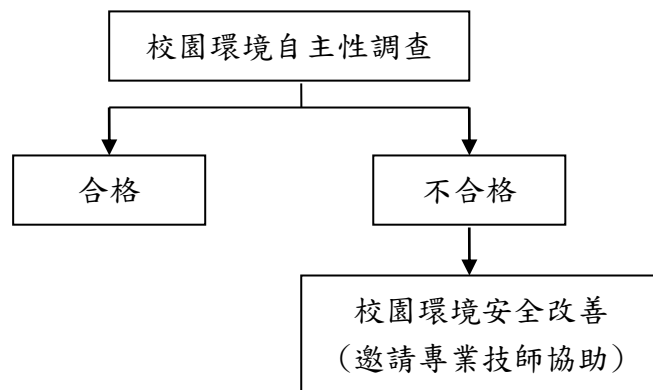 校園環境自主性調查
合格
不合格
校園環境安全改善
（邀請專業技師協助）